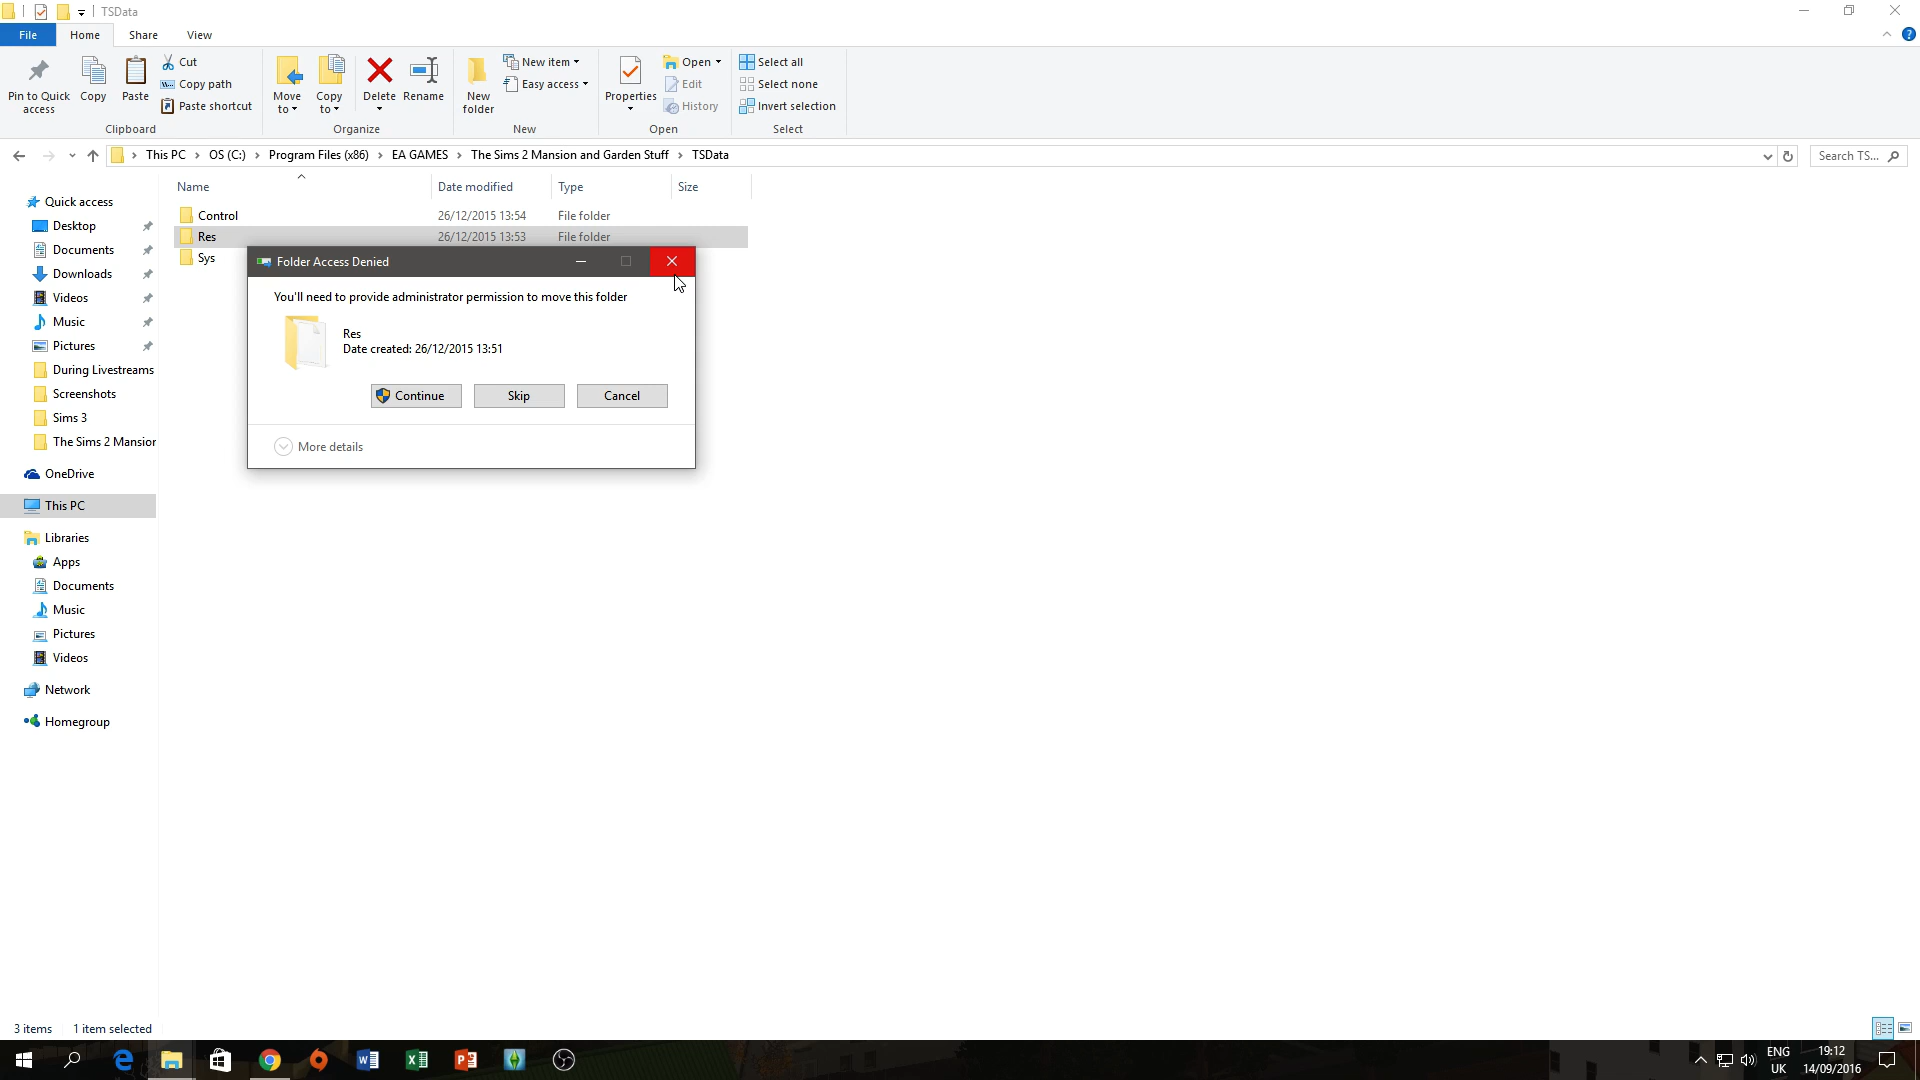 TSData
File Home Share View
Pin to Quick access
Copy
Paste
Cut
Copy path
Paste shortcut
Clipboard
Move to
Copy to
Delete
Rename
Organize
New folder
New item
Easy access
New
Properties
Open
Edit
History
Open
Select all
Select none
Invert selection
Select
This PC > OS (C:) > Program Files (x86) > EA GAMES > The Sims 2 Mansion and Garden Stuff > TSData
Search TS...
Name Date modified Type Size
Control 26/12/2015 13:54 File folder
Res 26/12/2015 13:53 File folder
Sys
Folder Access Denied
You'll need to provide administrator permission to move this folder
Res
Date created: 26/12/2015 13:51
Continue Skip Cancel
More details
Quick access
Desktop
Documents
Downloads
Videos
Music
Pictures
During Livestreams
Screenshots
Sims 3
The Sims 2 Mansion
OneDrive
This PC
Libraries
Apps
Documents
Music
Pictures
Videos
Network
Homegroup
3 items 1 item selected
ENG
UK
19:12
14/09/2016